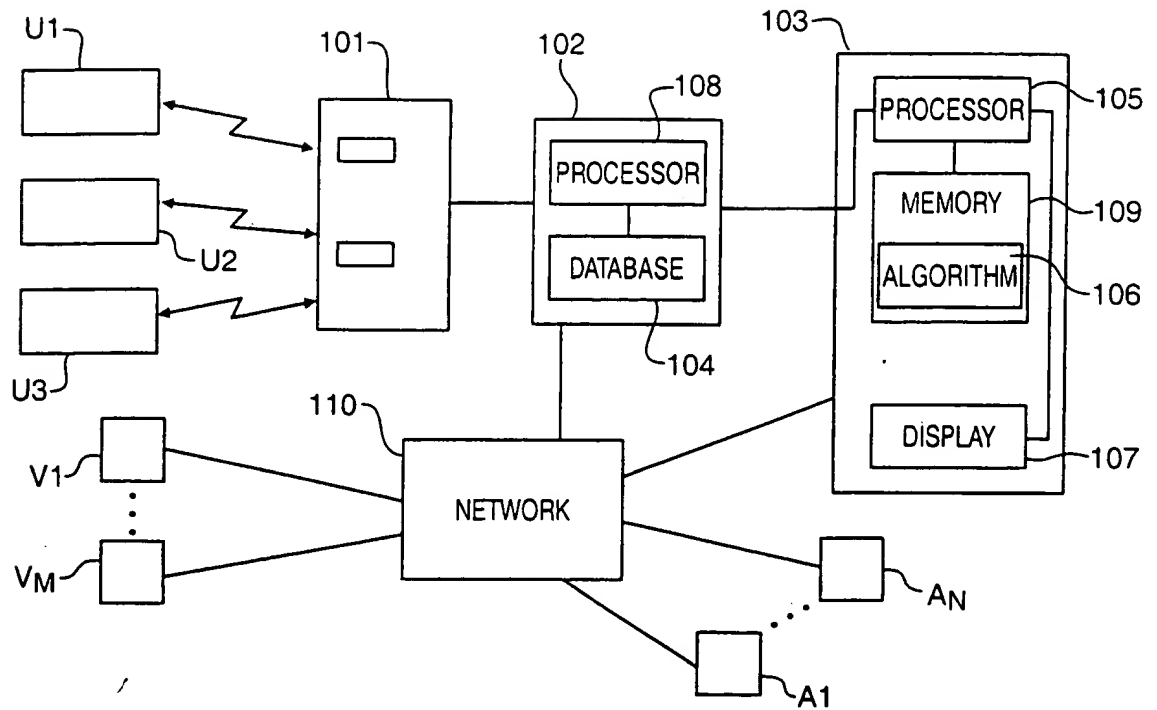 U1
101
102
103
108
PROCESSOR
105
PROCESSOR
U2
DATABASE
MEMORY
109
ALGORITHM
106
U3
104
110
V1
NETWORK
DISPLAY
107
VM
AN
A1